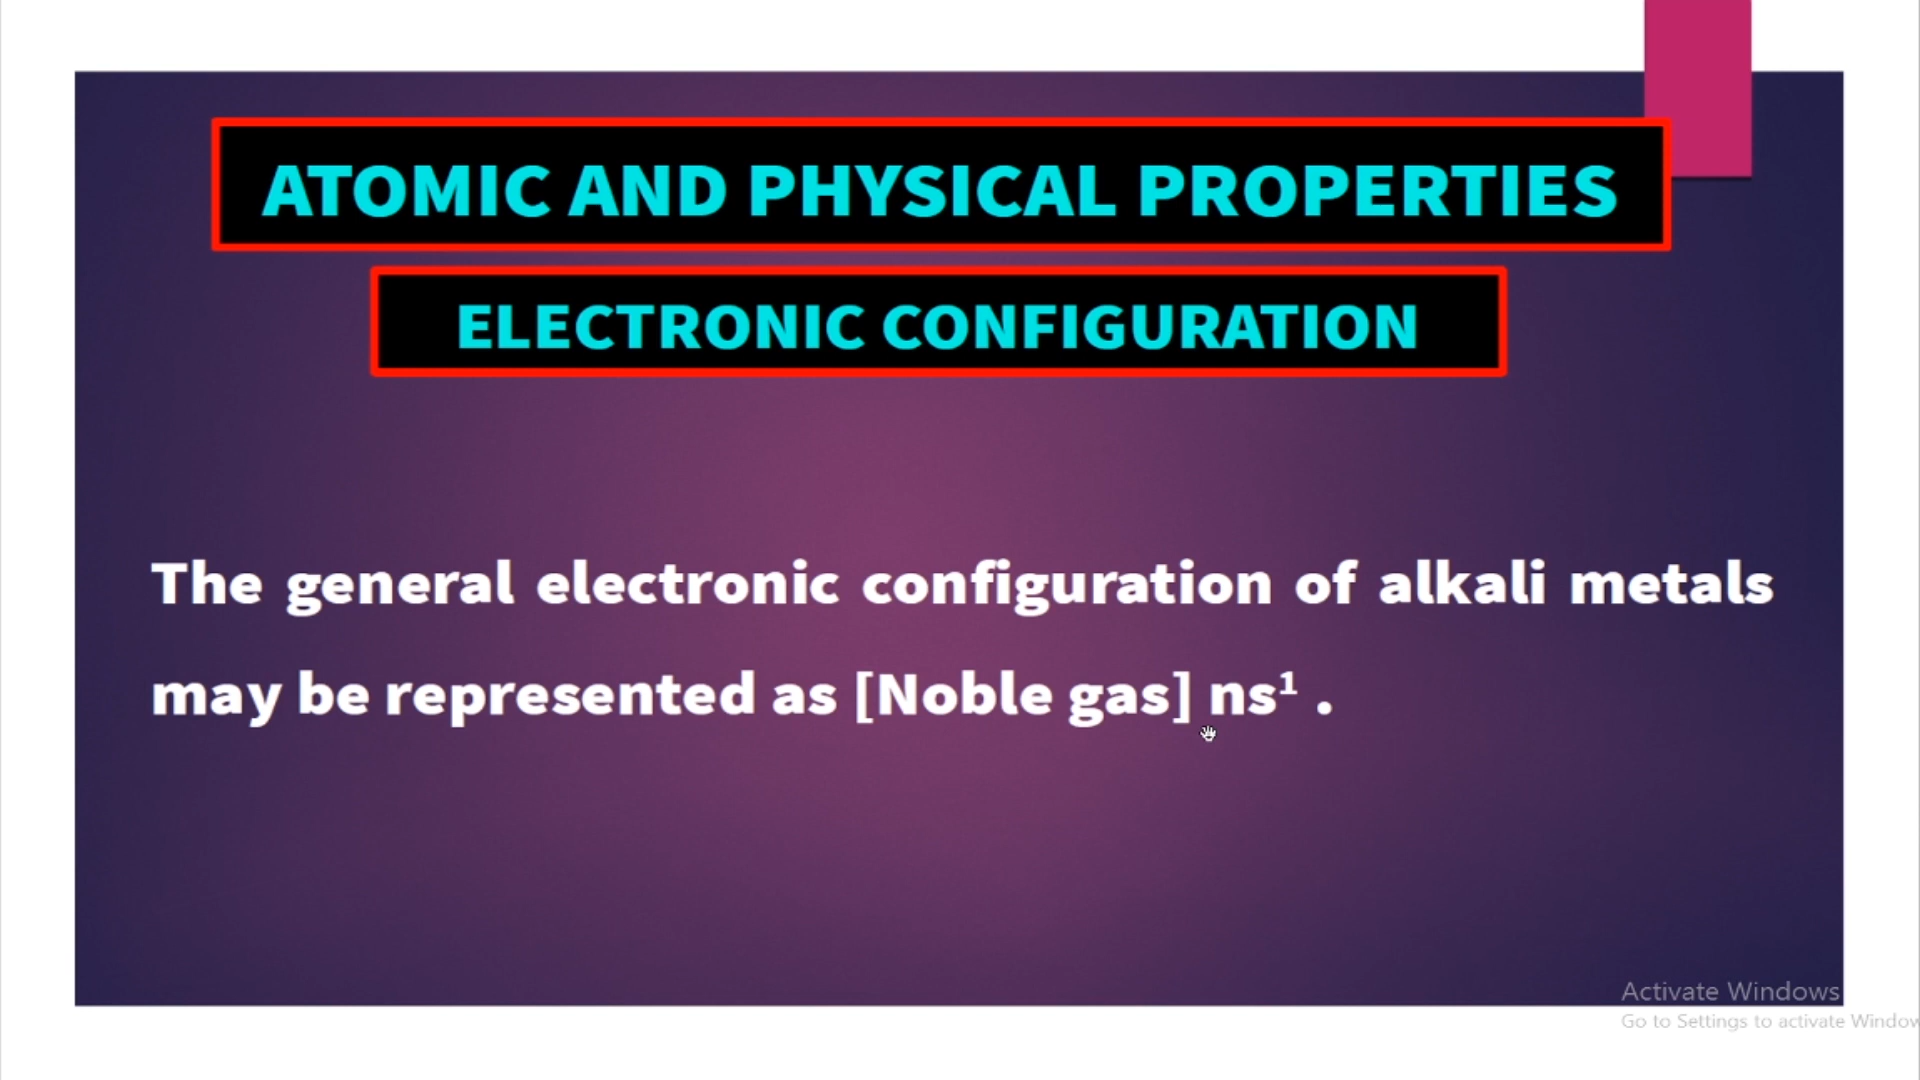 ATOMIC AND PHYSICAL PROPERTIES
ELECTRONIC CONFIGURATION
The general electronic configuration of alkali metals
may be represented as [Noble gas] ns¹ .
Activate Windows
Go to Settings to activate Window